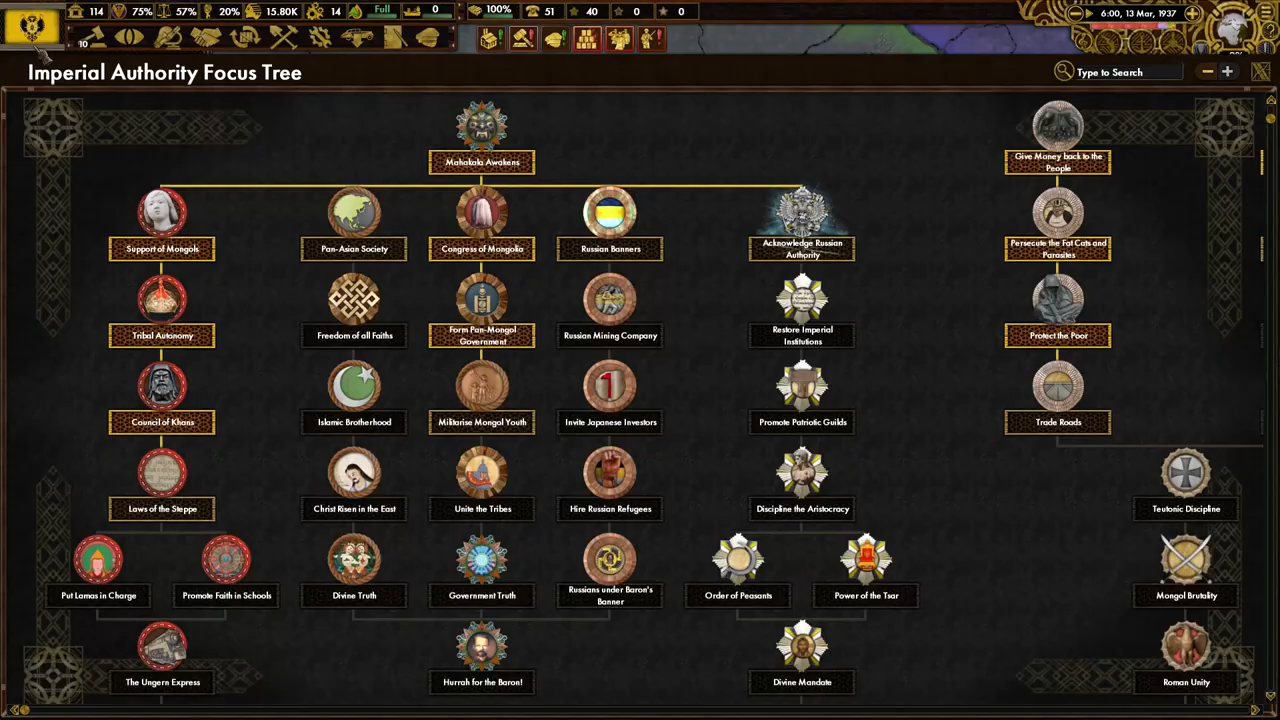 114 75% 57% 20% 15.80K 14 Full 0 100% 51 40 0 0 6:00, 13 Mar, 1937
10
Imperial Authority Focus Tree
Type to Search
Mahakala Awakens
Give Money back to the
People
Support of Mongols
Pan-Asian Society
Congress of Mongolia
Russian Banners
Acknowledge Russian
Authority
Persecute the Fat Cats and
Parasites
Tribal Autonomy
Freedom of all Faiths
Form Pan-Mongol
Government
Russian Mining Company
Restore Imperial
Institutions
Protect the Poor
Council of Khans
Islamic Brotherhood
Militarise Mongol Youth
Invite Japanese Investors
Promote Patriotic Guilds
Trade Roads
Laws of the Steppe
Christ Risen in the East
Unite the Tribes
Hire Russian Refugees
Discipline the Aristocracy
Teutonic Discipline
Put Lamas in Charge
Promote Faith in Schools
Divine Truth
Government Truth
Russians under Baron's
Banner
Order of Peasants
Power of the Tsar
Mongol Brutality
The Ungern Express
Hurrah for the Baron!
Divine Mandate
Roman Unity